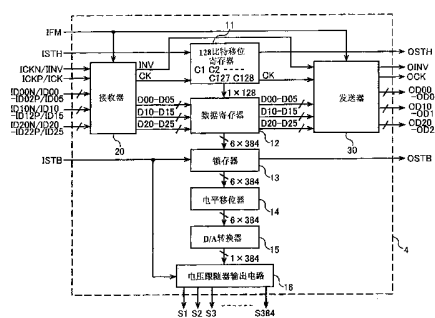 IFM
11
ISTH
128比特移位
寄存器
OSTH
INV
C1 C2
OINV
ICKN/IINV
CK
C127 C128
CK
OCK
ICKP/ICK
1×128
OD00
-OD0
ID00N/ID00
-ID02P/ID05
接收器
D00-D05
数据寄存器
D00-D05
发送器
ID10N/ID10
-ID12P/ID15
D10-D15
D10-D15
OD10
-OD1
ID20N/ID20
-ID22P/ID25
D20-D25
D20-D25
OD20
-OD2
20
12
30
6×384
ISTB
锁存器
OSTB
13
6×384
电平移位器
14
6×384
D/A转换器
15
1×384
4
电压跟随器输出电路
16
S1 S2 S3 S384